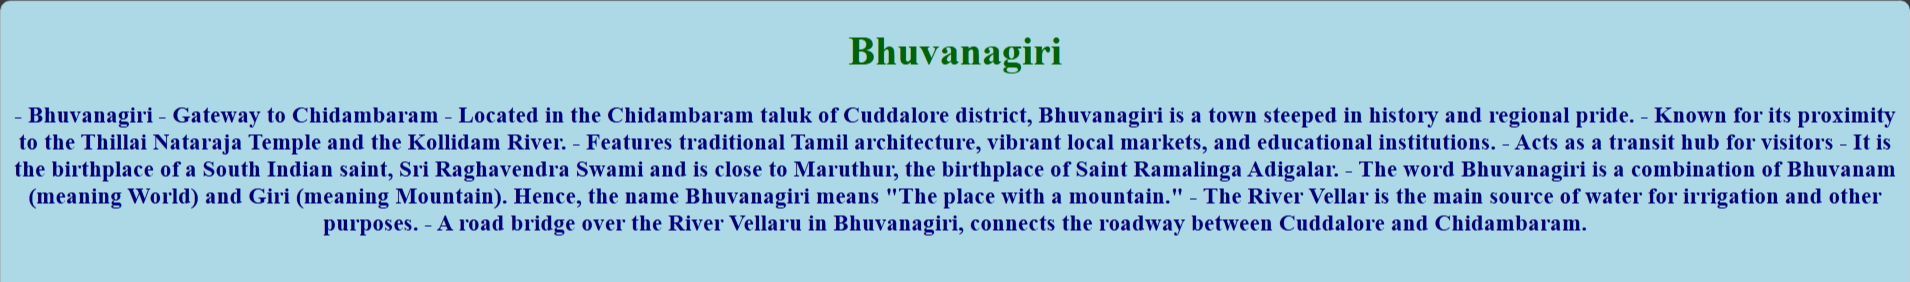 Bhuvanagiri
- Bhuvanagiri - Gateway to Chidambaram - Located in the Chidambaram taluk of Cuddalore district, Bhuvanagiri is a town steeped in history and regional pride. - Known for its proximity
to the Thillai Nataraja Temple and the Kollidam River. - Features traditional Tamil architecture, vibrant local markets, and educational institutions. - Acts as a transit hub for visitors - It is
the birthplace of a South Indian saint, Sri Raghavendra Swami and is close to Maruthur, the birthplace of Saint Ramalinga Adigalar. - The word Bhuvanagiri is a combination of Bhuvanam
(meaning World) and Giri (meaning Mountain). Hence, the name Bhuvanagiri means "The place with a mountain." - The River Vellar is the main source of water for irrigation and other
purposes. - A road bridge over the River Vellaru in Bhuvanagiri, connects the roadway between Cuddalore and Chidambaram.